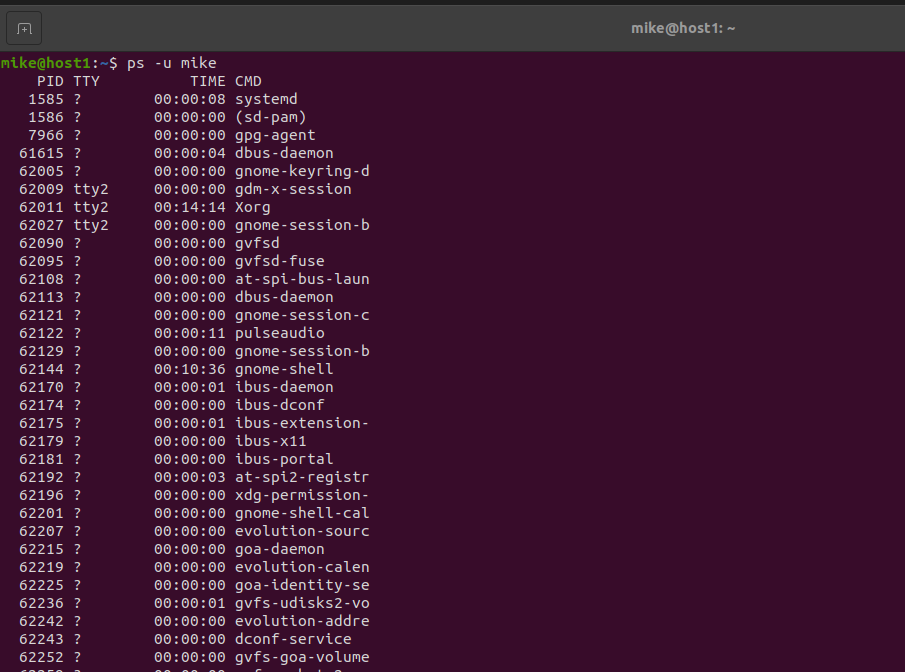 mike@host1: ~
mike@host1:~$ ps -u mike
PID TTY TIME CMD
1585 ? 00:00:08 systemd
1586 ? 00:00:00 (sd-pam)
7966 ? 00:00:00 gpg-agent
61615 ? 00:00:04 dbus-daemon
62005 ? 00:00:00 gnome-keyring-d
62009 tty2 00:00:00 gdm-x-session
62011 tty2 00:14:14 Xorg
62027 tty2 00:00:00 gnome-session-b
62090 ? 00:00:00 gvfsd
62095 ? 00:00:00 gvfsd-fuse
62108 ? 00:00:00 at-spi-bus-laun
62113 ? 00:00:00 dbus-daemon
62121 ? 00:00:00 gnome-session-c
62122 ? 00:00:11 pulseaudio
62129 ? 00:00:00 gnome-session-b
62144 ? 00:10:36 gnome-shell
62170 ? 00:00:01 ibus-daemon
62174 ? 00:00:00 ibus-dconf
62175 ? 00:00:01 ibus-extension-
62179 ? 00:00:00 ibus-x11
62181 ? 00:00:00 ibus-portal
62192 ? 00:00:03 at-spi2-registr
62196 ? 00:00:00 xdg-permission-
62201 ? 00:00:00 gnome-shell-cal
62207 ? 00:00:00 evolution-sourc
62215 ? 00:00:00 goa-daemon
62219 ? 00:00:00 evolution-calen
62225 ? 00:00:00 goa-identity-se
62236 ? 00:00:01 gvfs-udisks2-vo
62242 ? 00:00:00 evolution-addre
62243 ? 00:00:00 dconf-service
62252 ? 00:00:00 gvfs-goa-volume